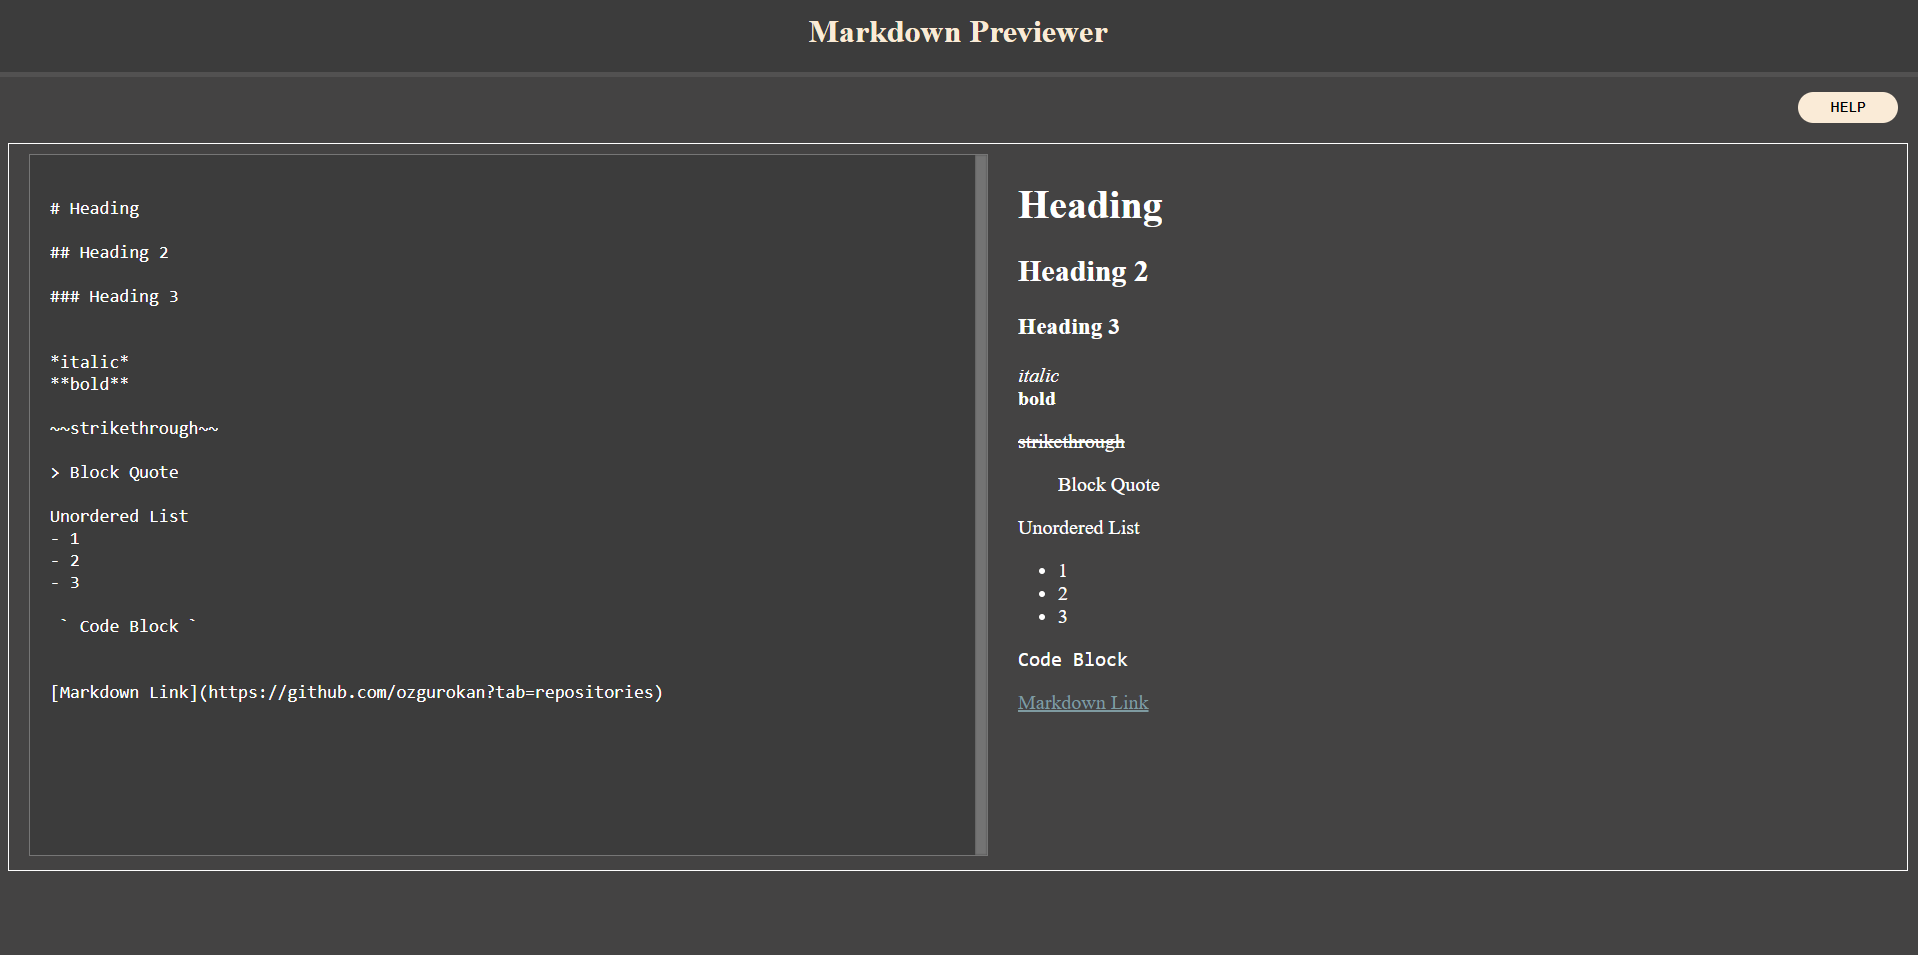 Markdown Previewer
HELP
# Heading
## Heading 2
### Heading 3
*italic*
**bold**
~~strikethrough~~
> Block Quote
Unordered List
- 1
- 2
- 3
` Code Block `
[Markdown Link](https://github.com/ozgurokan?tab=repositories)
Heading
Heading 2
Heading 3
italic
bold
strikethrough
Block Quote
Unordered List
• 1
• 2
• 3
Code Block
Markdown Link